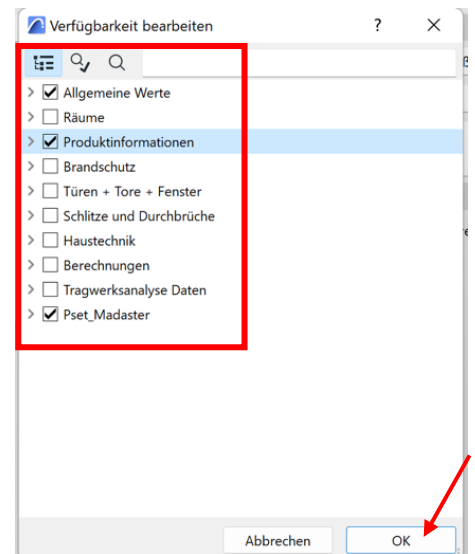 Verfügbarkeit bearbeiten ? X
Allgemeine Werte
Räume
Produktinformationen
Brandschutz
Türen + Tore + Fenster
Schlitze und Durchbrüche
Haustechnik
Berechnungen
Tragwerksanalyse Daten
Pset_Madaster
Abbrechen OK